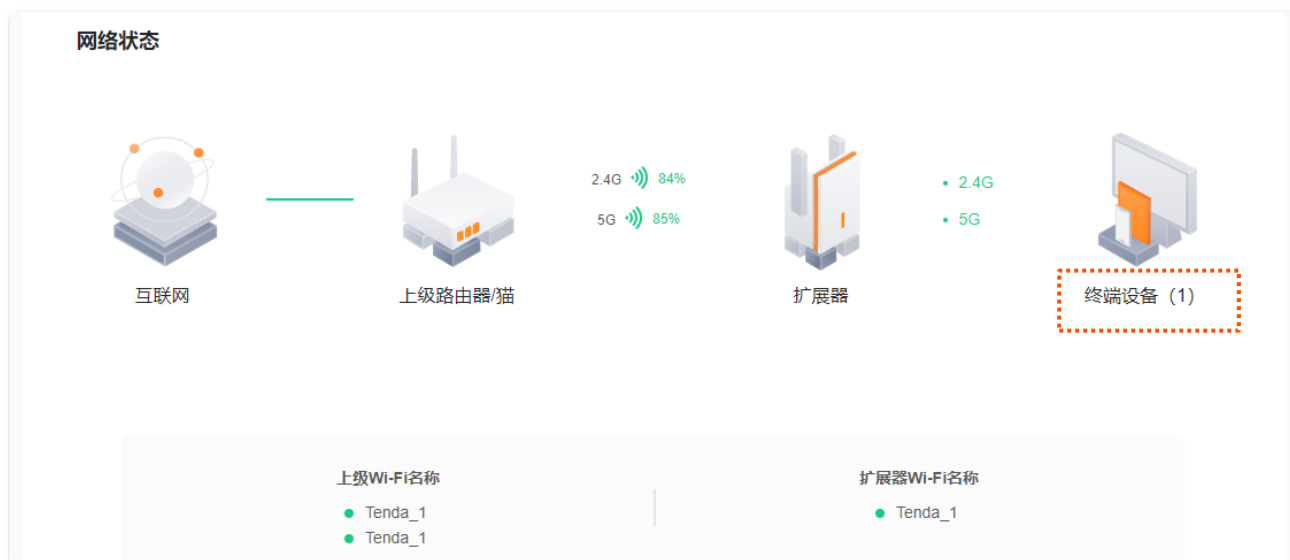 网络状态
2.4G 84%
5G 85%
• 2.4G
• 5G
互联网
上级路由器/猫
扩展器
终端设备（1）
上级Wi-Fi名称
Tenda_1
Tenda_1
扩展器Wi-Fi名称
Tenda_1